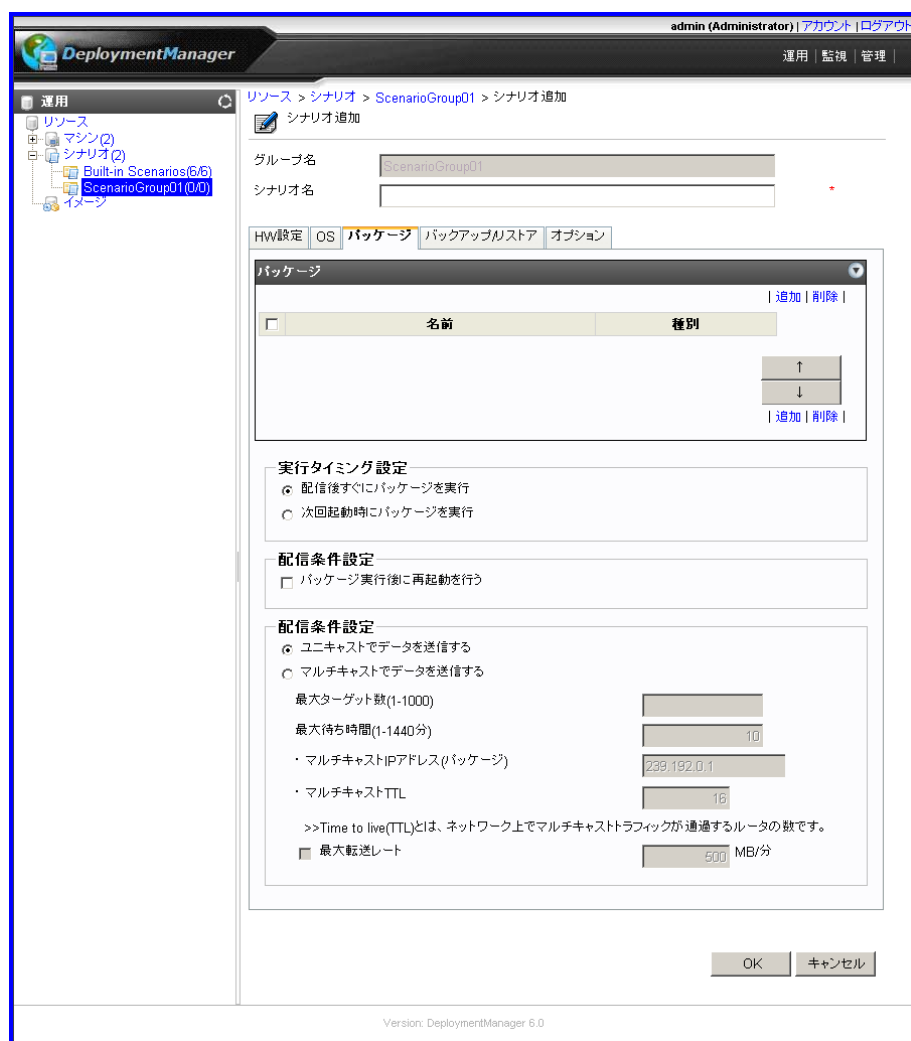 admin (Administrator) | アカウント | ログアウト
DeploymentManager
運用 | 監視 | 管理 |
運用
リソース
マシン(2)
シナリオ(2)
Built-in Scenarios(6/6)
ScenarioGroup01(0/0)
イメージ
リソース > シナリオ > ScenarioGroup01 > シナリオ追加
シナリオ追加
グループ名 ScenarioGroup01
シナリオ名 *
HW設定 OS パッケージ バックアップ/リストア オプション
パッケージ
| 追加 | 削除 |
名前 種別
↑
↓
| 追加 | 削除 |
実行タイミング設定
配信後すぐにパッケージを実行
次回起動時にパッケージを実行
配信条件設定
パッケージ実行後に再起動を行う
配信条件設定
ユニキャストでデータを送信する
マルチキャストでデータを送信する
最大ターゲット数(1-1000)
最大待ち時間(1-1440分) 10
・マルチキャストIPアドレス(パッケージ) 239.192.0.1
・マルチキャストTTL 16
>>Time to live(TTL)とは、ネットワーク上でマルチキャストトラフィックが通過するルータの数です。
最大転送レート 500 MB/分
OK キャンセル
Version: DeploymentManager 6.0